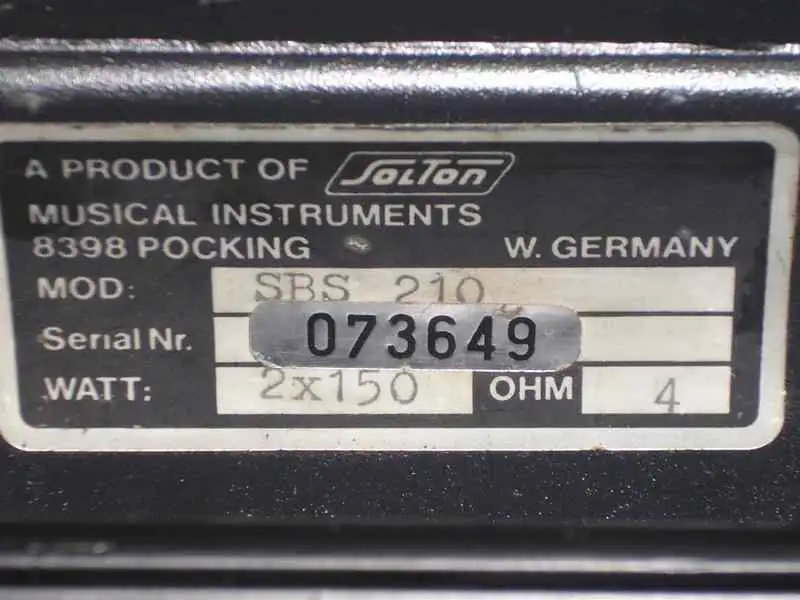 A PRODUCT OF SOLTON
MUSICAL INSTRUMENTS
8398 POCKING W. GERMANY
MOD: SBS 210
Serial Nr. 073649
WATT: 2x150 OHM 4